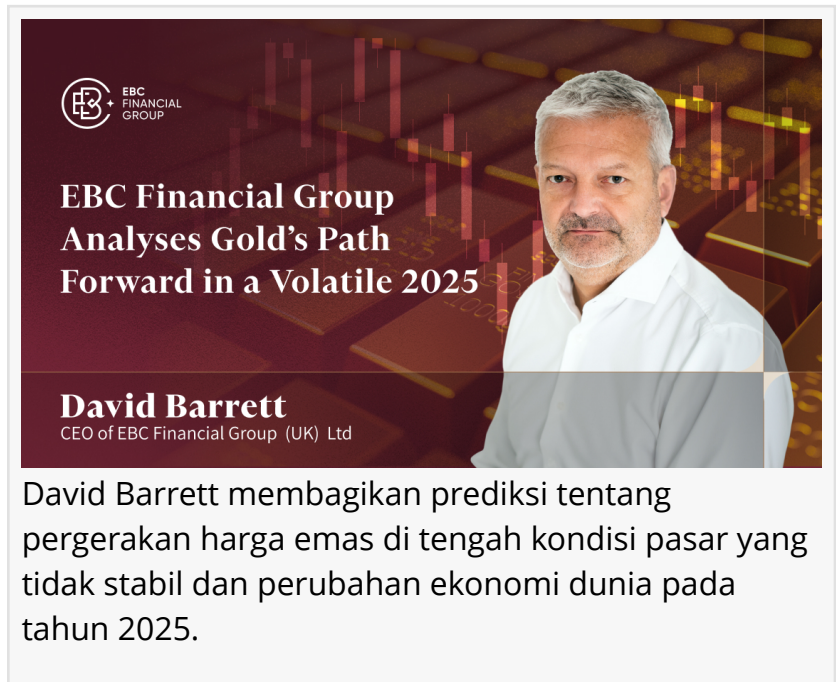 EBC
FINANCIAL
GROUP
EBC Financial Group
Analyses Gold's Path
Forward in a Volatile 2025
David Barrett
CEO of EBC Financial Group (UK) Ltd
David Barrett membagikan prediksi tentang
pergerakan harga emas di tengah kondisi pasar yang
tidak stabil dan perubahan ekonomi dunia pada
tahun 2025.